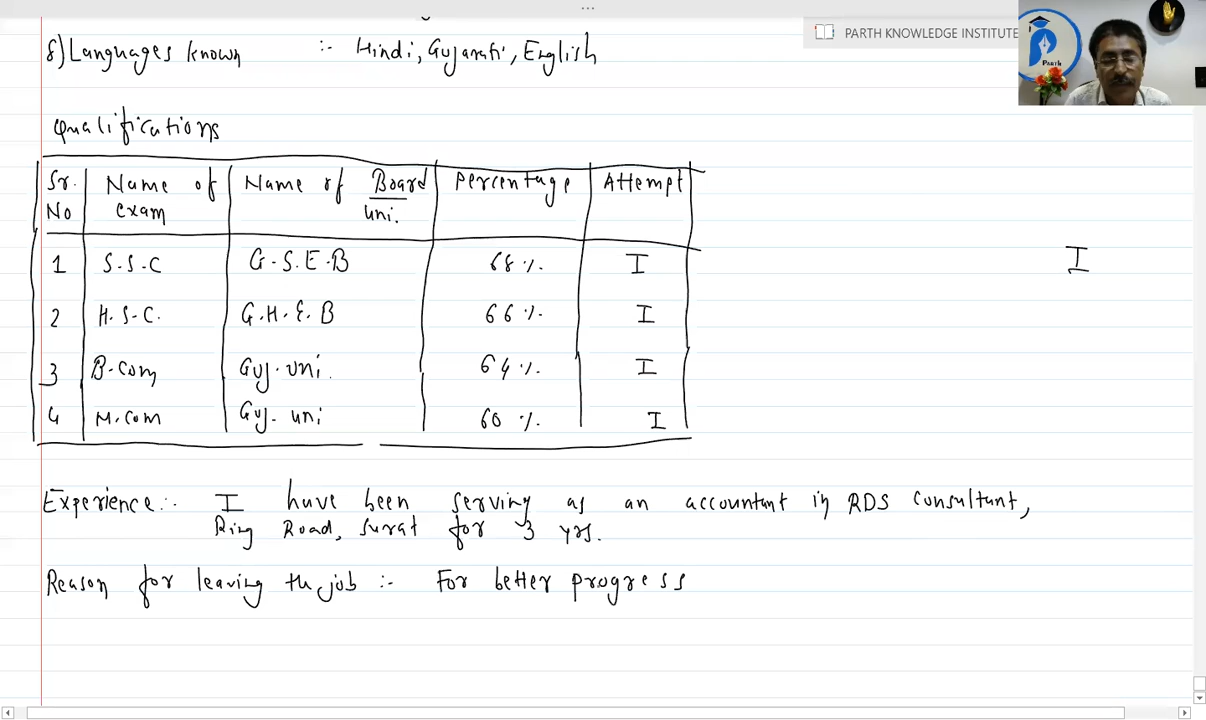 PARTH KNOWLEDGE INSTITUTE
Parth
8) Languages known :- Hindi, Gujarati, English
Qualifications
Sr. No Name of exam Name of Board uni. Percentage Attempt
1 S.S.C G.S.E.B 68 % I
2 H.S.C. G.H.E.B 66 % I
3 B.com Guj. uni. 64 % I
4 M.com Guj. uni 60 % I
I
Experience :- I have been serving as an accountant in RDS consultant,
Ring Road, Surat for 3 yrs.
Reason for leaving the job :- For better progress